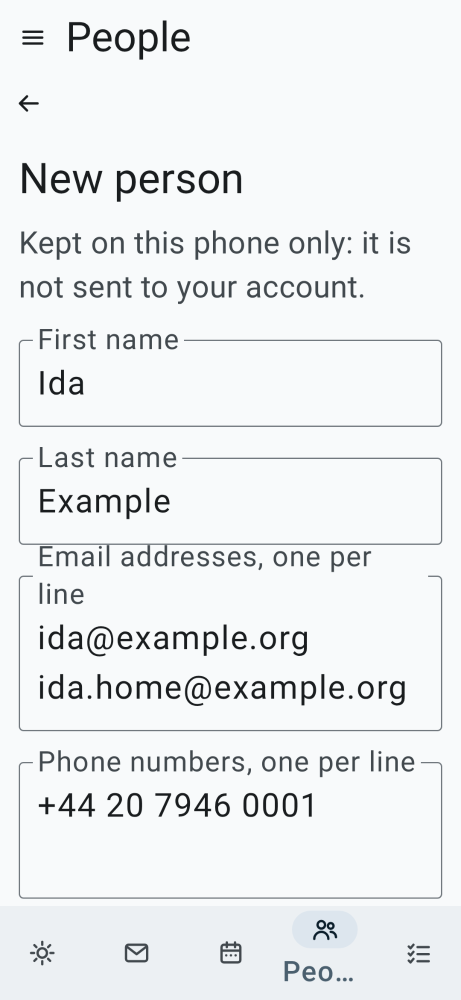 People
New person
Kept on this phone only: it is
not sent to your account.
First name
Ida
Last name
Example
Email addresses, one per
line
ida@example.org
ida.home@example.org
Phone numbers, one per line
+44 20 7946 0001
Peo…